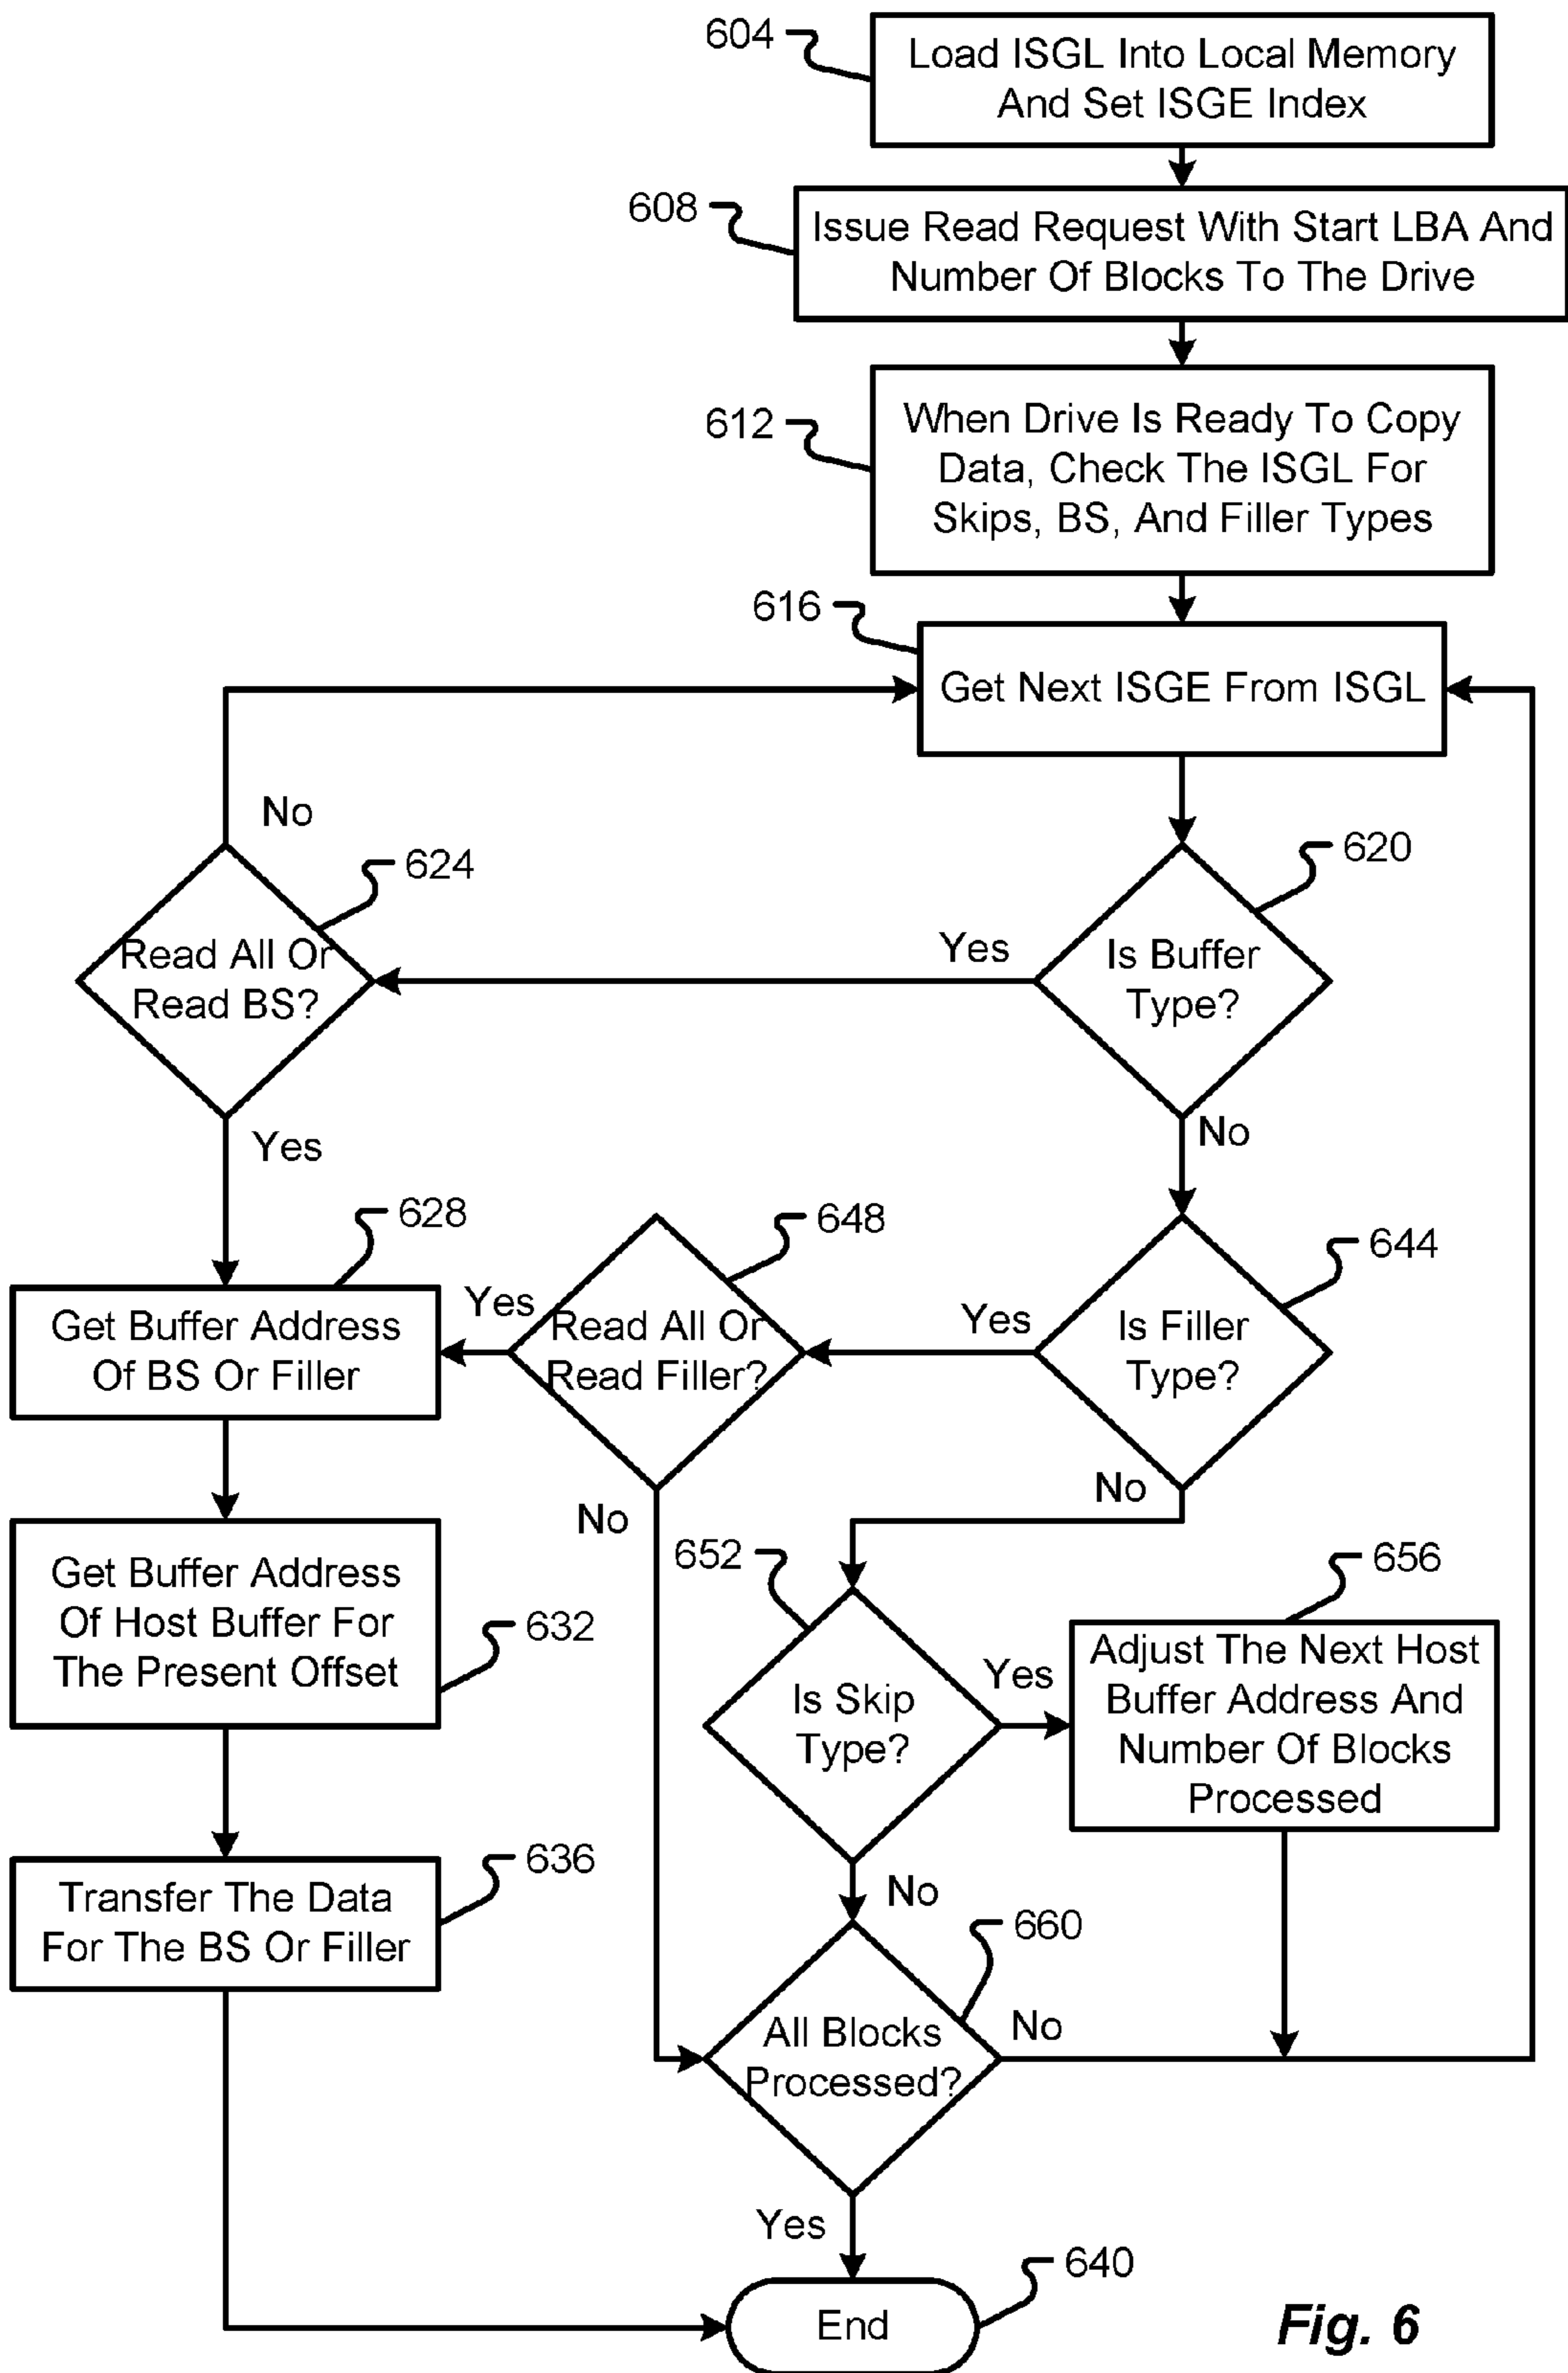 604
Load ISGL Into Local Memory
And Set ISGE Index
608
Issue Read Request With Start LBA And
Number Of Blocks To The Drive
612
When Drive Is Ready To Copy
Data, Check The ISGL For
Skips, BS, And Filler Types
616
Get Next ISGE From ISGL
No
624
Read All Or
Read BS?
Yes
620
Is Buffer
Type?
Yes
No
628
Get Buffer Address
Of BS Or Filler
Yes
648
Read All Or
Read Filler?
No
Yes
644
Is Filler
Type?
No
632
Get Buffer Address
Of Host Buffer For
The Present Offset
652
Is Skip
Type?
Yes
No
656
Adjust The Next Host
Buffer Address And
Number Of Blocks
Processed
636
Transfer The Data
For The BS Or Filler
660
All Blocks
Processed?
No
Yes
640
End
Fig. 6